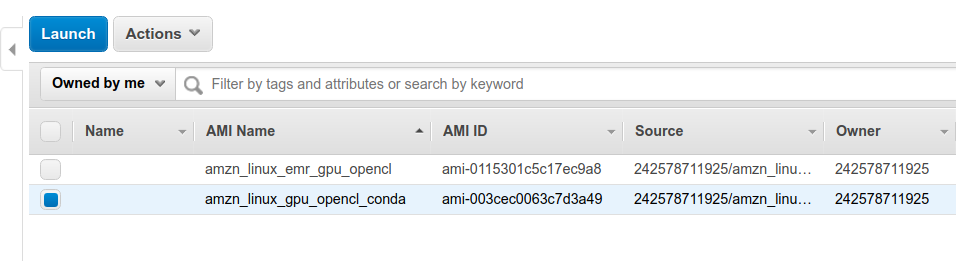 Launch Actions
Owned by me Filter by tags and attributes or search by keyword
Name AMI Name AMI ID Source Owner
amzn_linux_emr_gpu_opencl ami-0115301c5c17ec9a8 242578711925/amzn_linu... 242578711925
amzn_linux_gpu_opencl_conda ami-003cec0063c7d3a49 242578711925/amzn_linu... 242578711925